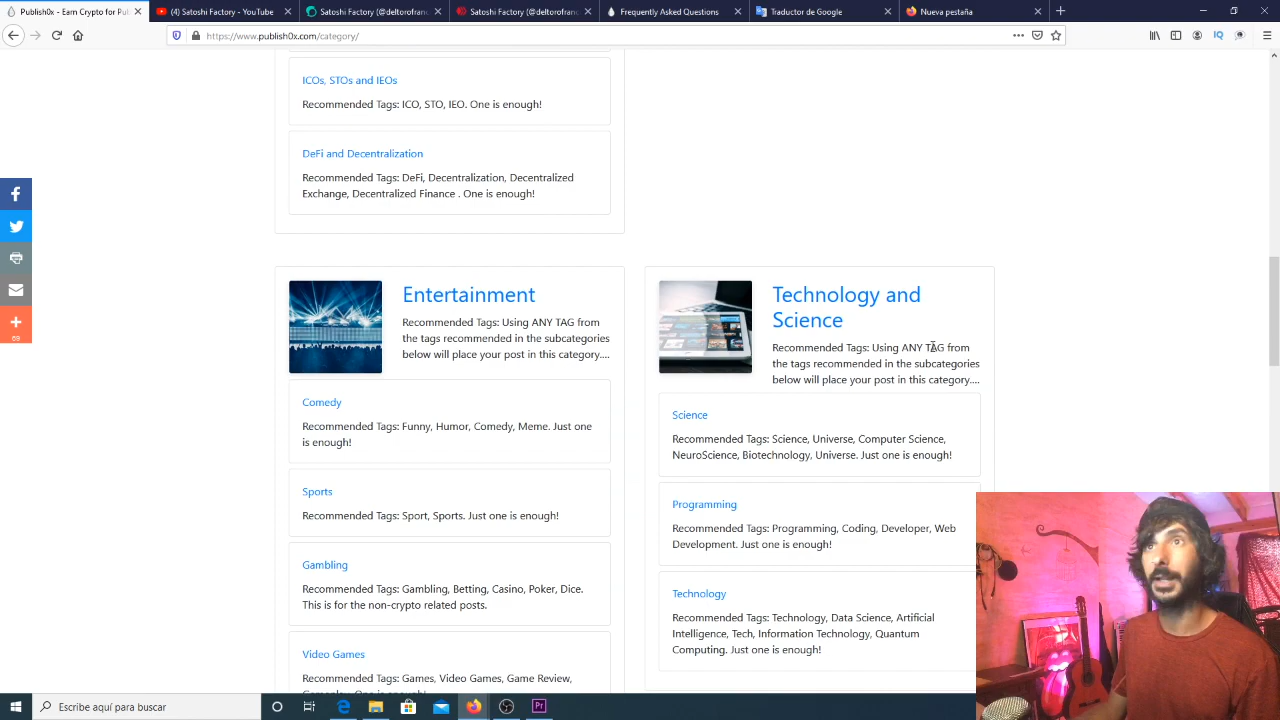 Publish0x - Earn Crypto for Pub
(4) Satoshi Factory - YouTube
Satoshi Factory (@deltorofranc
Satoshi Factory (@deltorofranc
Frequently Asked Questions
Traductor de Google
Nueva pestaña
https://www.publish0x.com/category/
IQ
ICOs, STOs and IEOs
Recommended Tags: ICO, STO, IEO. One is enough!
DeFi and Decentralization
Recommended Tags: DeFi, Decentralization, Decentralized
Exchange, Decentralized Finance . One is enough!
Entertainment
Recommended Tags: Using ANY TAG from
the tags recommended in the subcategories
below will place your post in this category....
Comedy
Recommended Tags: Funny, Humor, Comedy, Meme. Just one
is enough!
Sports
Recommended Tags: Sport, Sports. Just one is enough!
Gambling
Recommended Tags: Gambling, Betting, Casino, Poker, Dice.
This is for the non-crypto related posts.
Video Games
Recommended Tags: Games, Video Games, Game Review,
Gameplay. One is enough!
Technology and
Science
Recommended Tags: Using ANY TAG from
the tags recommended in the subcategories
below will place your post in this category....
Science
Recommended Tags: Science, Universe, Computer Science,
NeuroScience, Biotechnology, Universe. Just one is enough!
Programming
Recommended Tags: Programming, Coding, Developer, Web
Development. Just one is enough!
Technology
Recommended Tags: Technology, Data Science, Artificial
Intelligence, Tech, Information Technology, Quantum
Computing. Just one is enough!
Escribe aquí para buscar
Pr